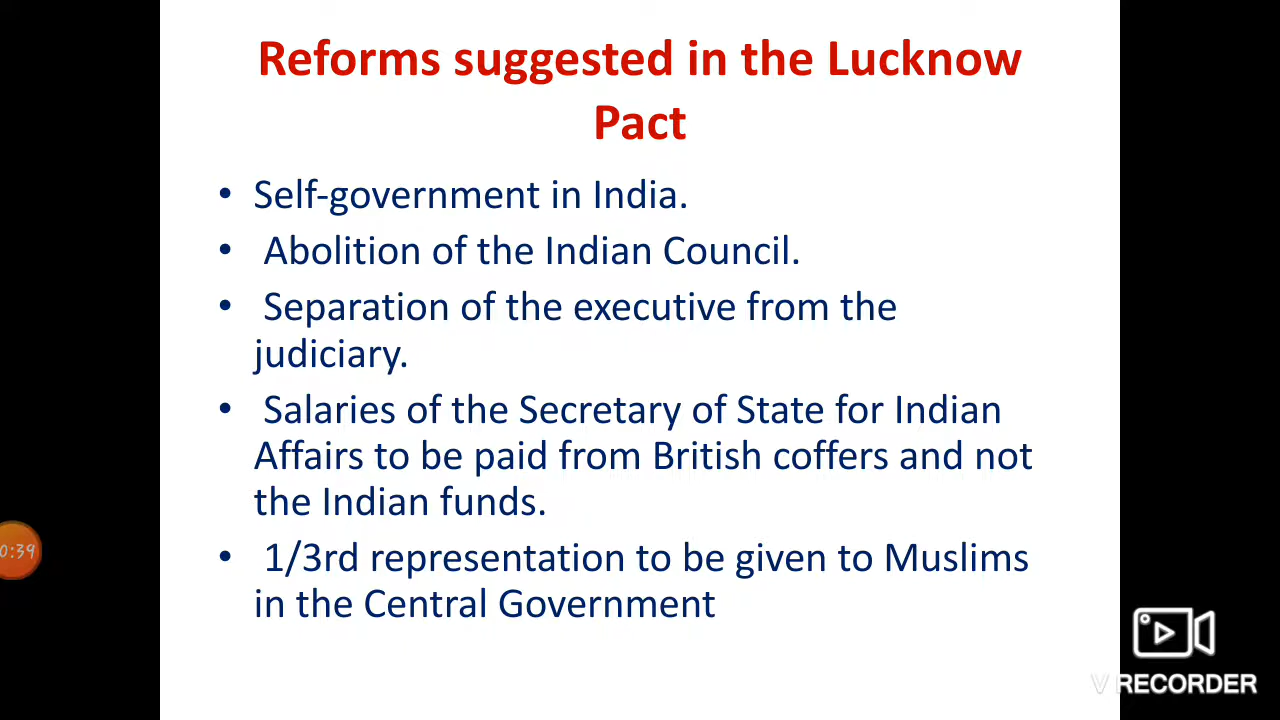 Reforms suggested in the Lucknow
Pact
• Self-government in India.
• Abolition of the Indian Council.
• Separation of the executive from the
judiciary.
• Salaries of the Secretary of State for Indian
Affairs to be paid from British coffers and not
the Indian funds.
• 1/3rd representation to be given to Muslims
in the Central Government
0:39
V RECORDER